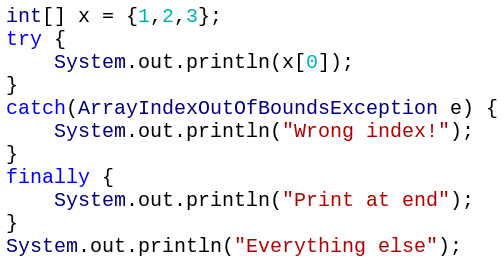 int[] x = {1,2,3};
try {
    System.out.println(x[0]);
}
catch(ArrayIndexOutOfBoundsException e) {
    System.out.println("Wrong index!");
}
finally {
    System.out.println("Print at end");
}
System.out.println("Everything else");